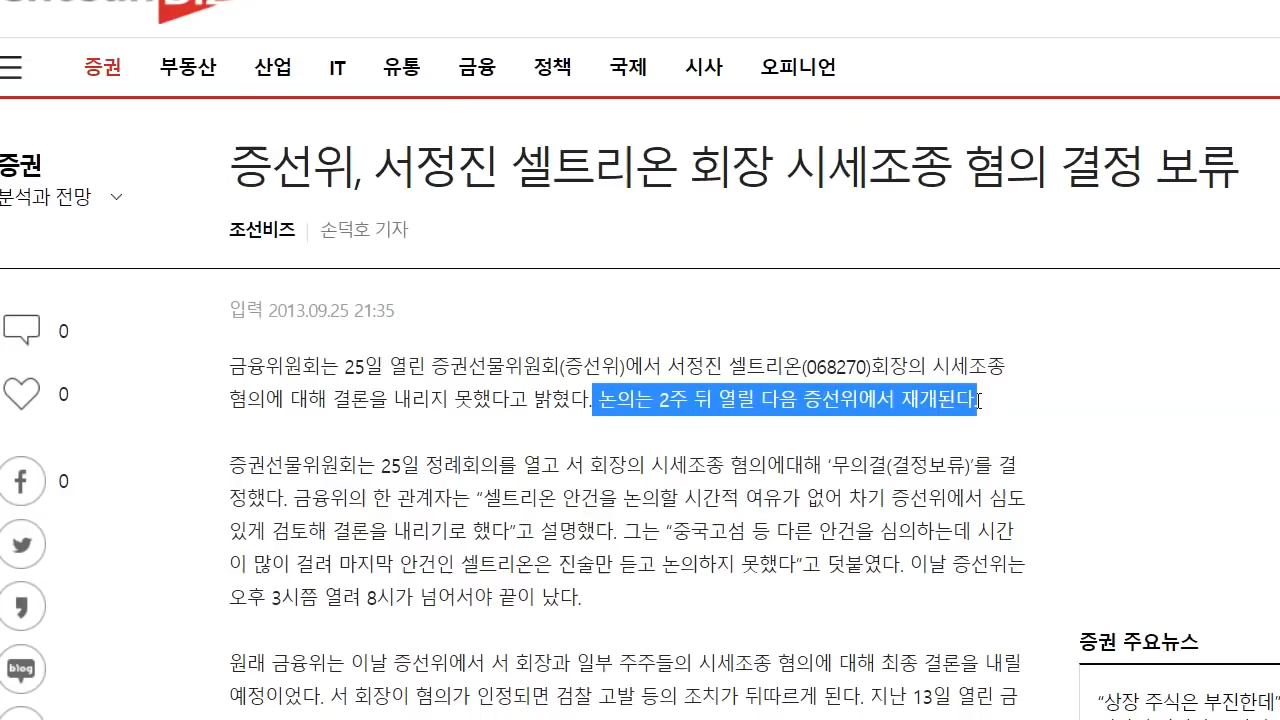 증권 부동산 산업 IT 유통 금융 정책 국제 시사 오피니언
증권
분석과 전망
증선위, 서정진 셀트리온 회장 시세조종 혐의 결정 보류
조선비즈 손덕호 기자
입력 2013.09.25 21:35
0
0
0
blog
금융위원회는 25일 열린 증권선물위원회(증선위)에서 서정진 셀트리온(068270)회장의 시세조종
혐의에 대해 결론을 내리지 못했다고 밝혔다. 논의는 2주 뒤 열릴 다음 증선위에서 재개된다.
증권선물위원회는 25일 정례회의를 열고 서 회장의 시세조종 혐의에대해 ‘무의결(결정보류)’를 결
정했다. 금융위의 한 관계자는 “셀트리온 안건을 논의할 시간적 여유가 없어 차기 증선위에서 심도
있게 검토해 결론을 내리기로 했다”고 설명했다. 그는 “중국고섬 등 다른 안건을 심의하는데 시간
이 많이 걸려 마지막 안건인 셀트리온은 진술만 듣고 논의하지 못했다”고 덧붙였다. 이날 증선위는
오후 3시쯤 열려 8시가 넘어서야 끝이 났다.
원래 금융위는 이날 증선위에서 서 회장과 일부 주주들의 시세조종 혐의에 대해 최종 결론을 내릴
예정이었다. 서 회장이 혐의가 인정되면 검찰 고발 등의 조치가 뒤따르게 된다. 지난 13일 열린 금
증권 주요뉴스
“상장 주식은 부진한데”